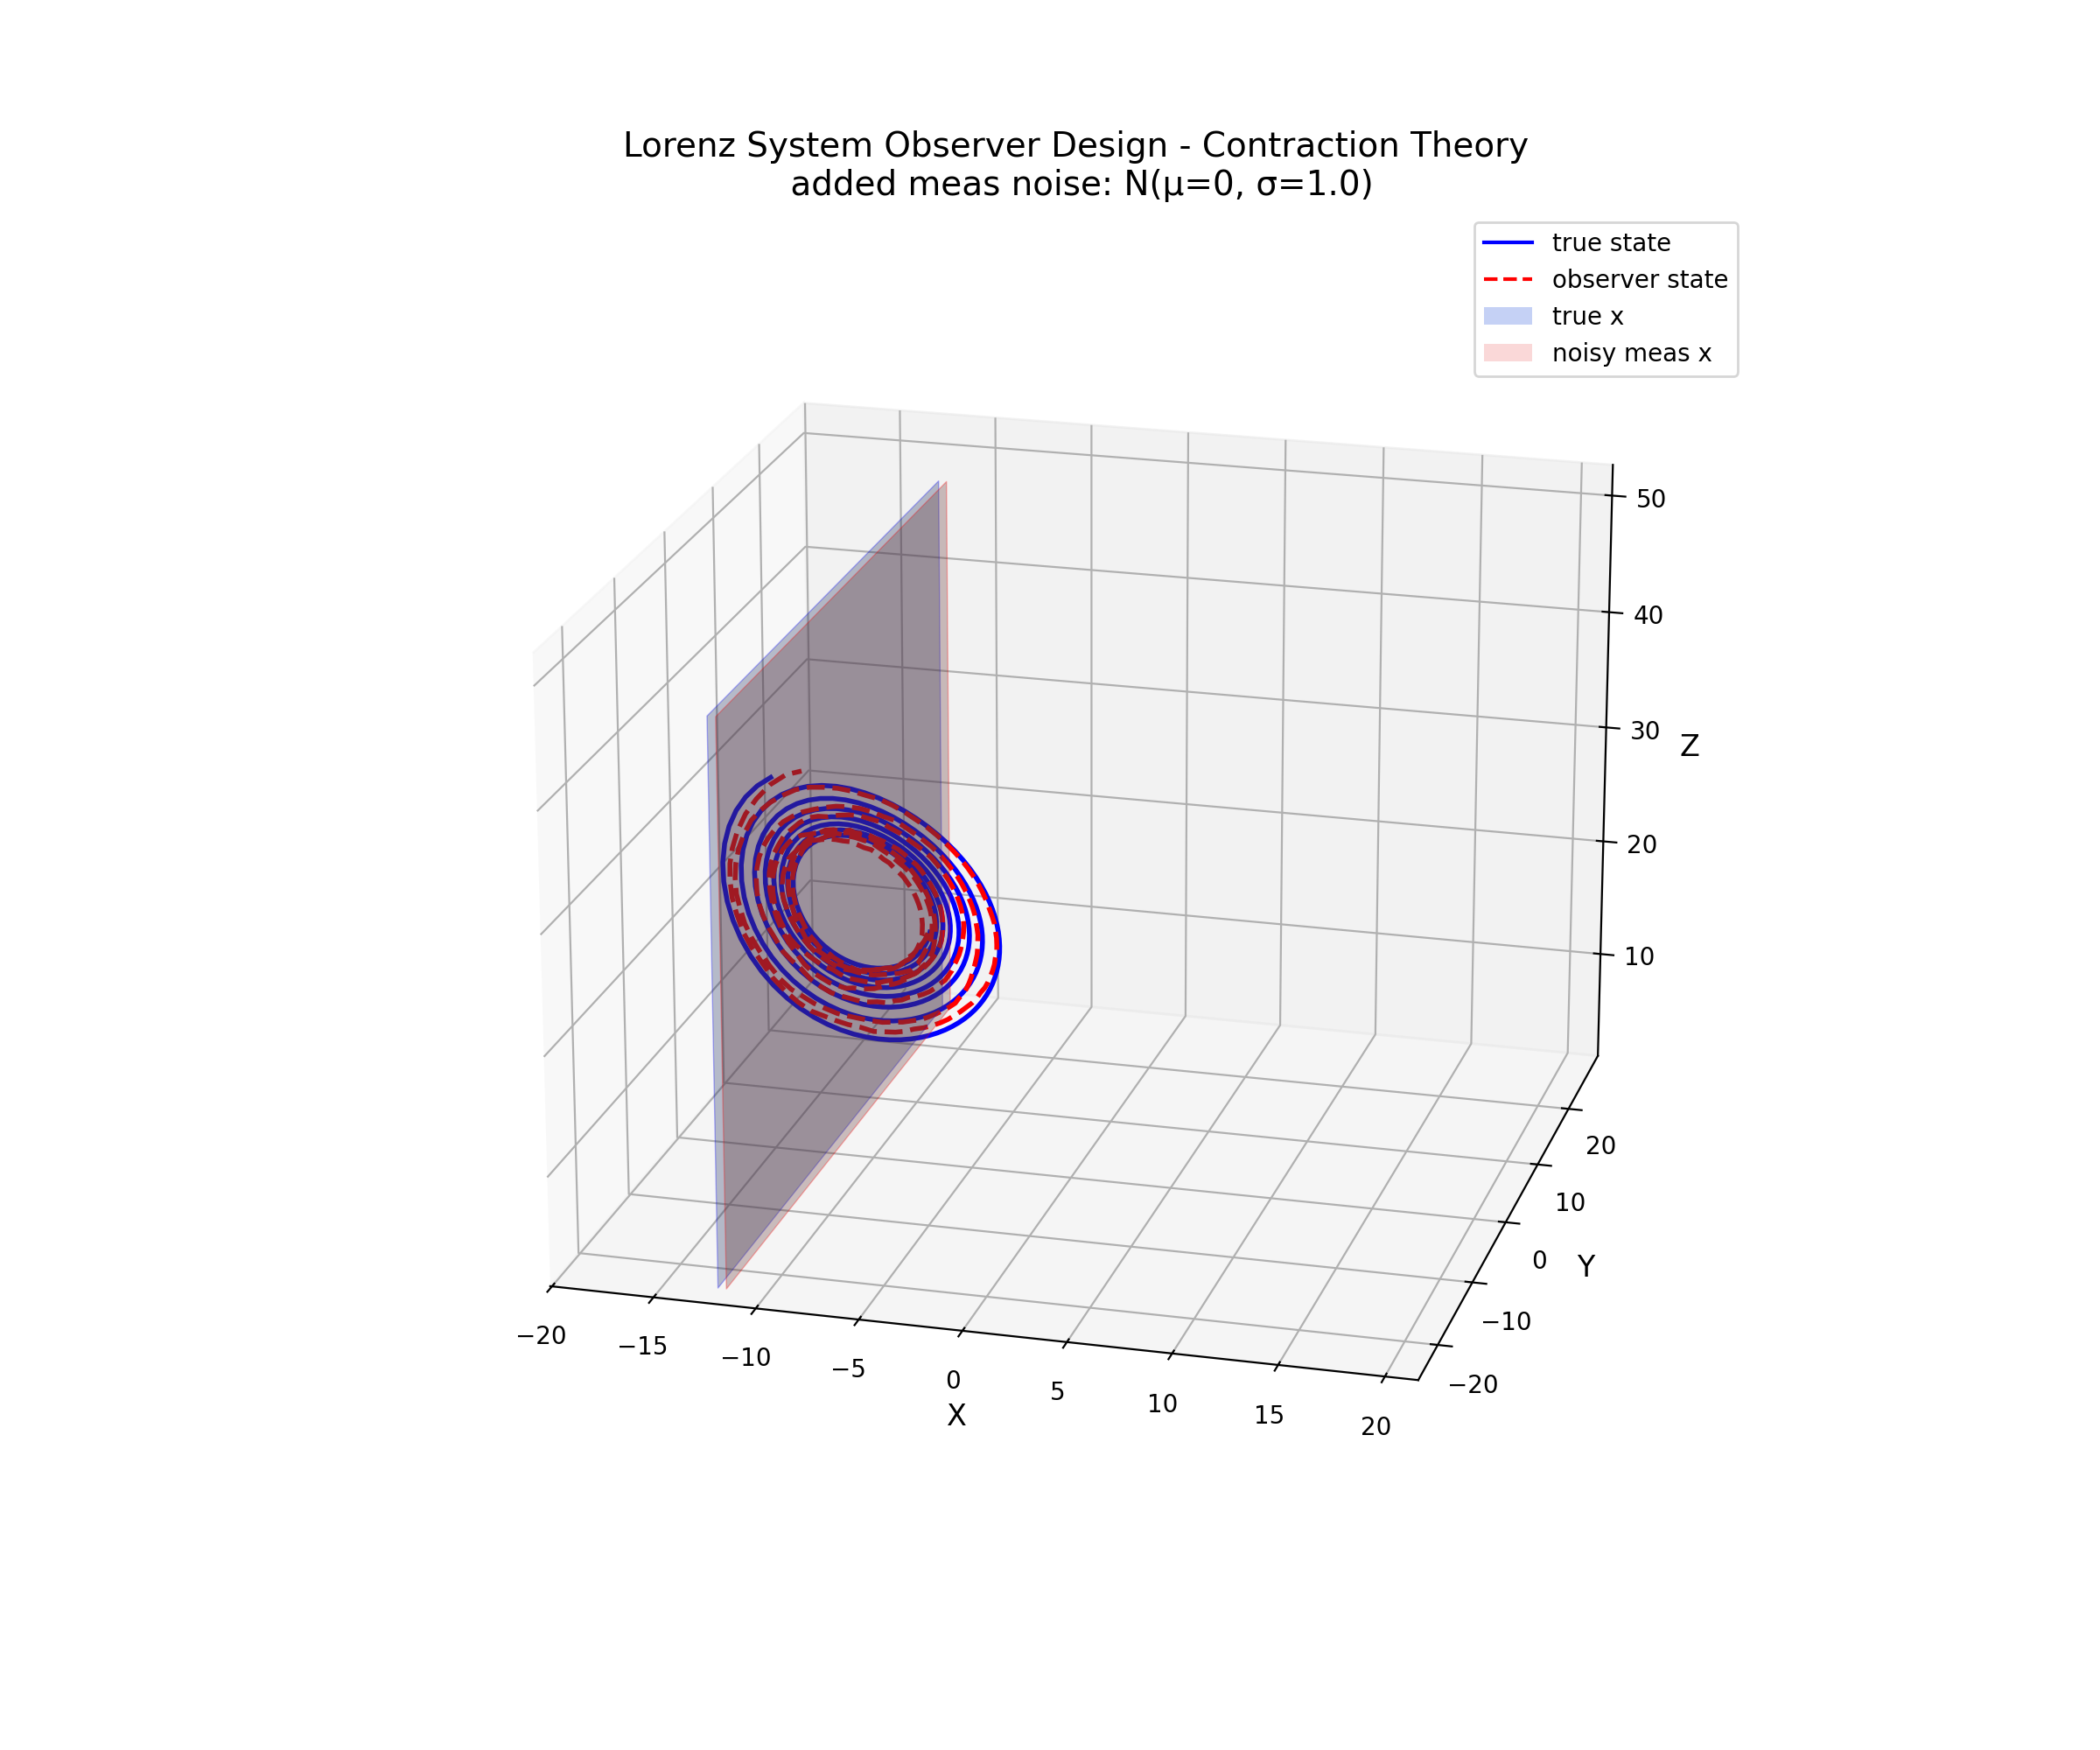 Lorenz System Observer Design - Contraction Theory
added meas noise: N(μ=0, σ=1.0)
true state
observer state
true x
noisy meas x
50
40
30
Z
20
10
20
10
0
Y
−10
−20
−20
−15
−10
−5
0
5
10
15
20
X